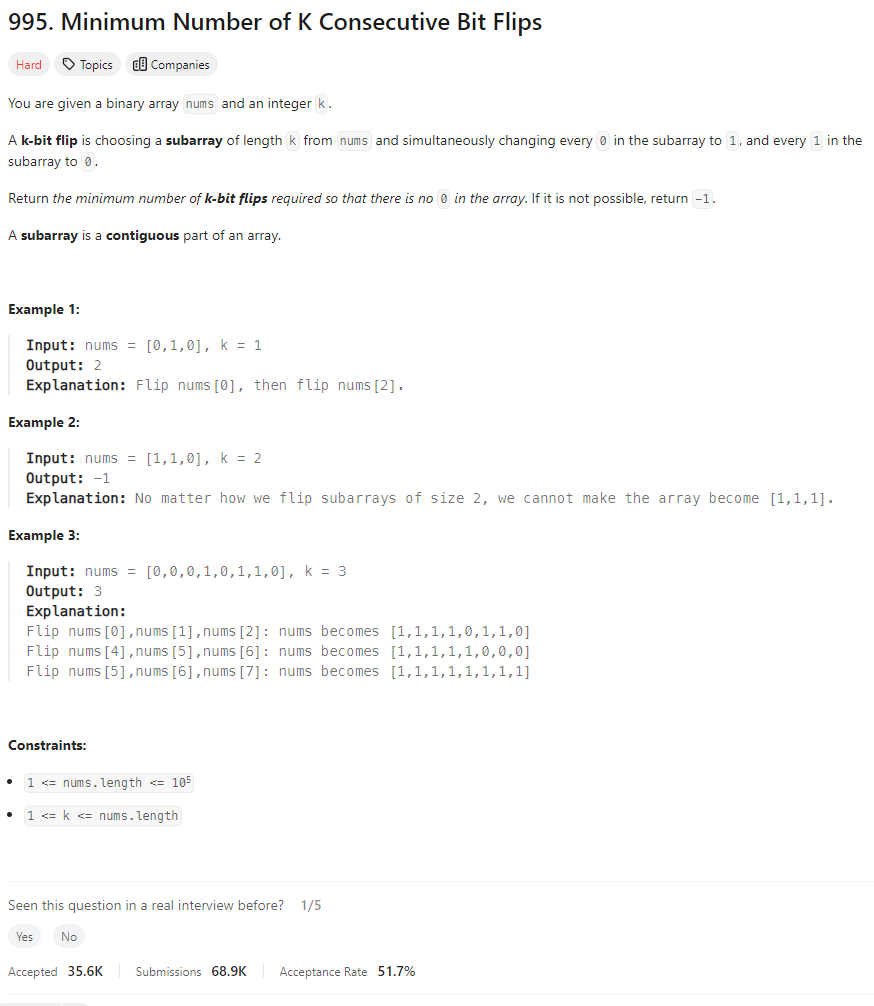 995. Minimum Number of K Consecutive Bit Flips
Hard Topics Companies
You are given a binary array nums and an integer k.
A k-bit flip is choosing a subarray of length k from nums and simultaneously changing every 0 in the subarray to 1, and every 1 in the
subarray to 0.
Return the minimum number of k-bit flips required so that there is no 0 in the array. If it is not possible, return -1.
A subarray is a contiguous part of an array.
Example 1:
Input: nums = [0,1,0], k = 1
Output: 2
Explanation: Flip nums[0], then flip nums[2].
Example 2:
Input: nums = [1,1,0], k = 2
Output: -1
Explanation: No matter how we flip subarrays of size 2, we cannot make the array become [1,1,1].
Example 3:
Input: nums = [0,0,0,1,0,1,1,0], k = 3
Output: 3
Explanation:
Flip nums[0],nums[1],nums[2]: nums becomes [1,1,1,1,0,1,1,0]
Flip nums[4],nums[5],nums[6]: nums becomes [1,1,1,1,1,0,0,0]
Flip nums[5],nums[6],nums[7]: nums becomes [1,1,1,1,1,1,1,1]
Constraints:
• 1 <= nums.length <= 10⁵
• 1 <= k <= nums.length
Seen this question in a real interview before? 1/5
Yes No
Accepted 35.6K Submissions 68.9K Acceptance Rate 51.7%